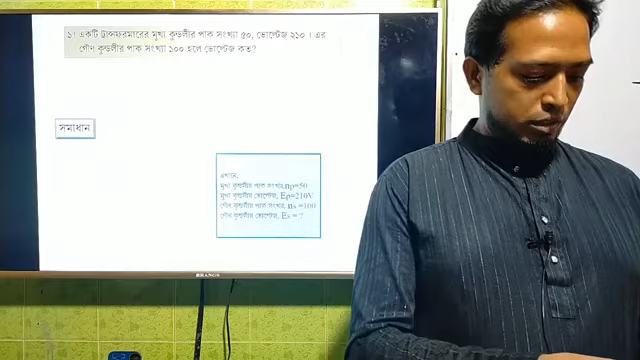 ১। একটি ট্রান্সফরমারের মুখ্য কুন্ডলীর পাক সংখ্যা ৫০, ভোল্টেজ ২১০ । এর
গৌণ কুন্ডলীর পাক সংখ্যা ১০০ হলে ভোল্টেজ কত?
সমাধান
এখানে,
মুখ্য কুন্ডলীর পাক সংখ্যা, np=50
মুখ্য কুন্ডলীর ভোল্টেজ, Ep=210V
গৌণ কুন্ডলীর পাক সংখ্যা, ns =100
গৌণ কুন্ডলীর ভোল্টেজ, Es = ?